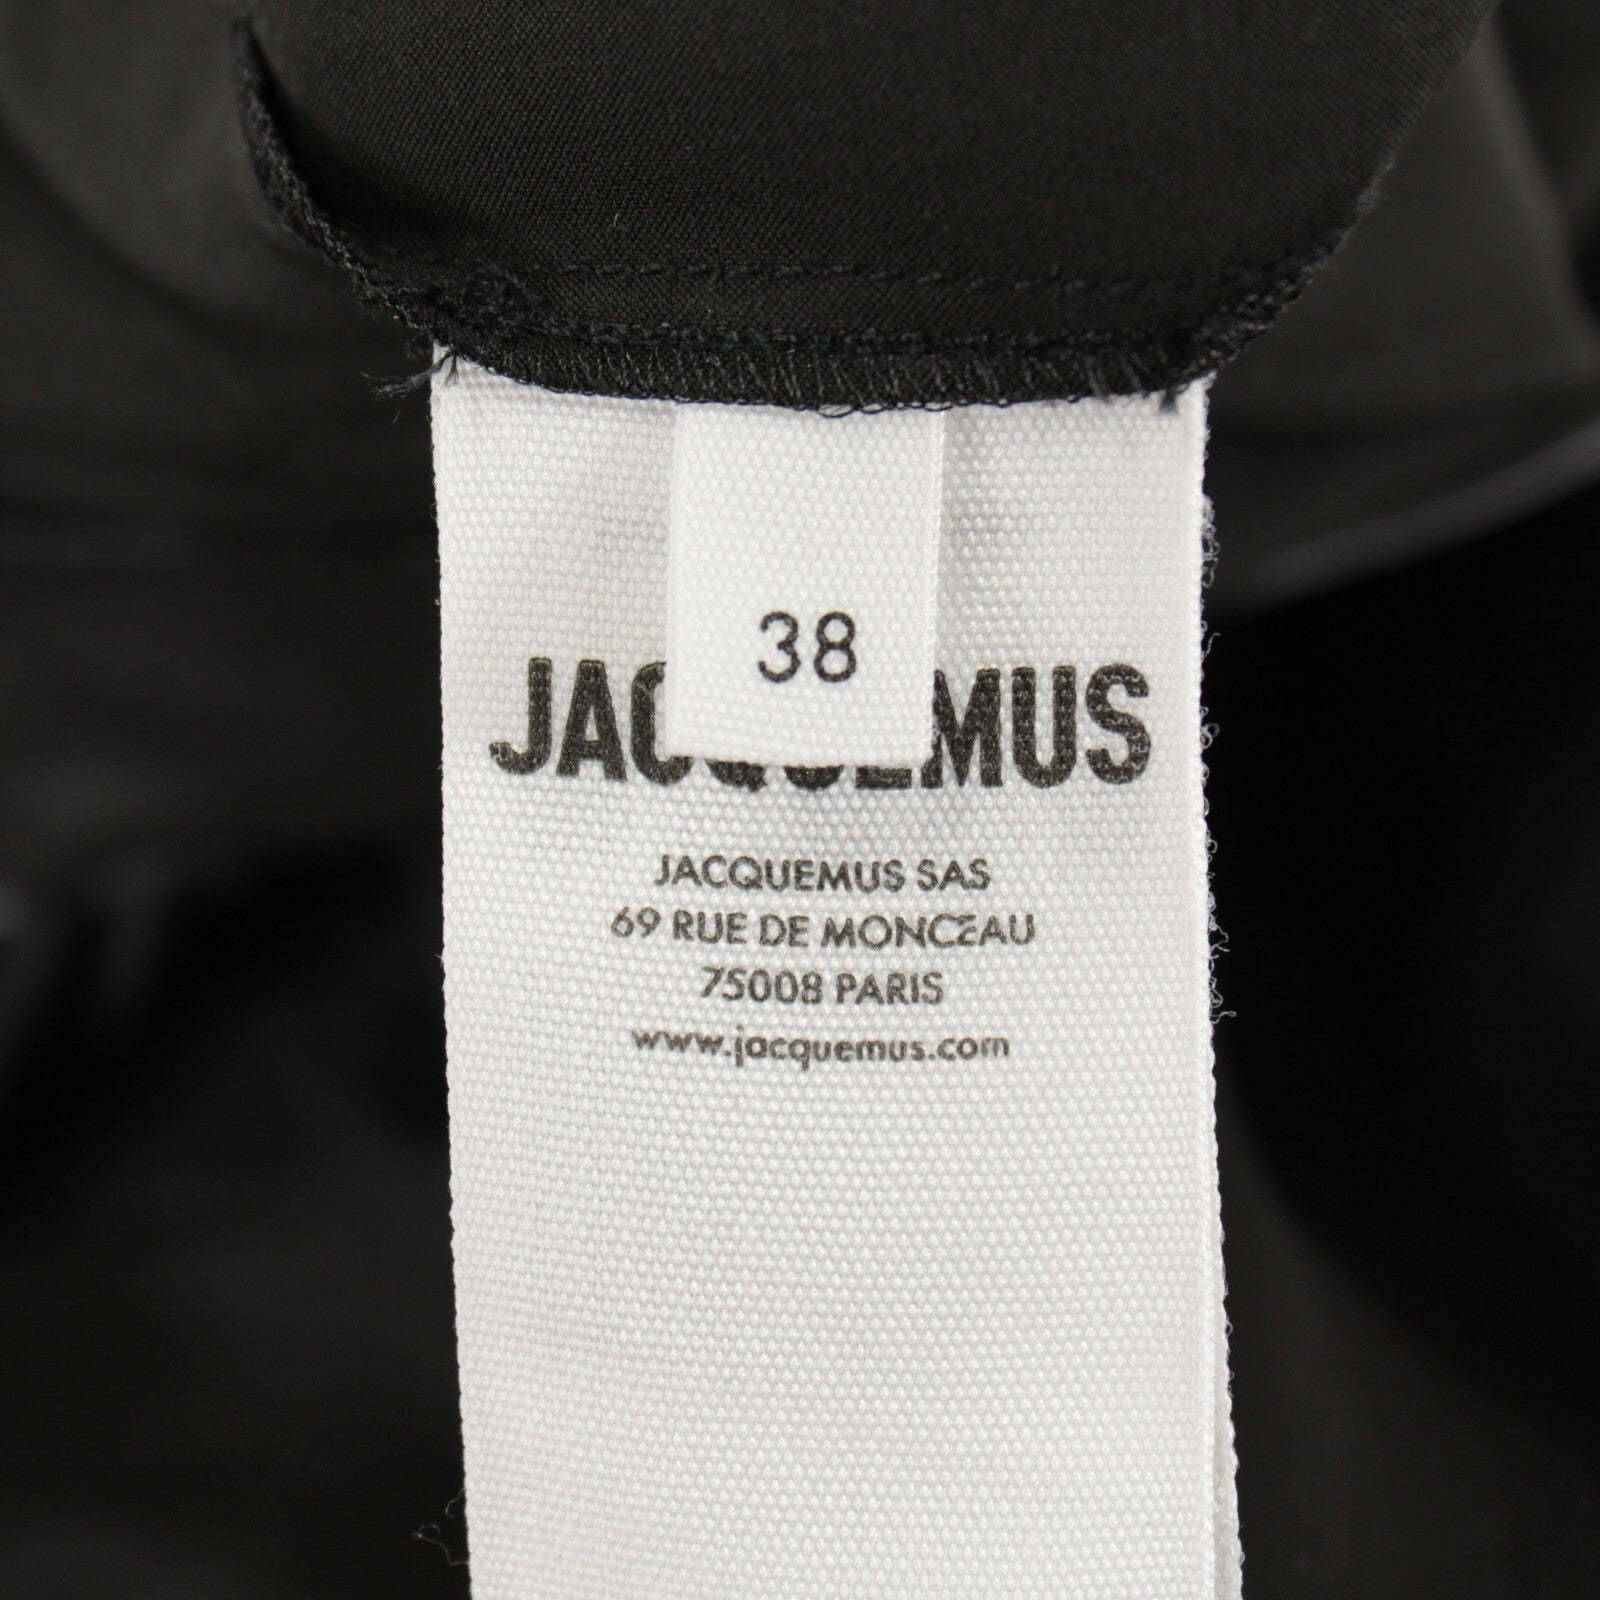 38
JACQUEMUS
JACQUEMUS SAS
69 RUE DE MONCEAU
75008 PARIS
www.jacquemus.com